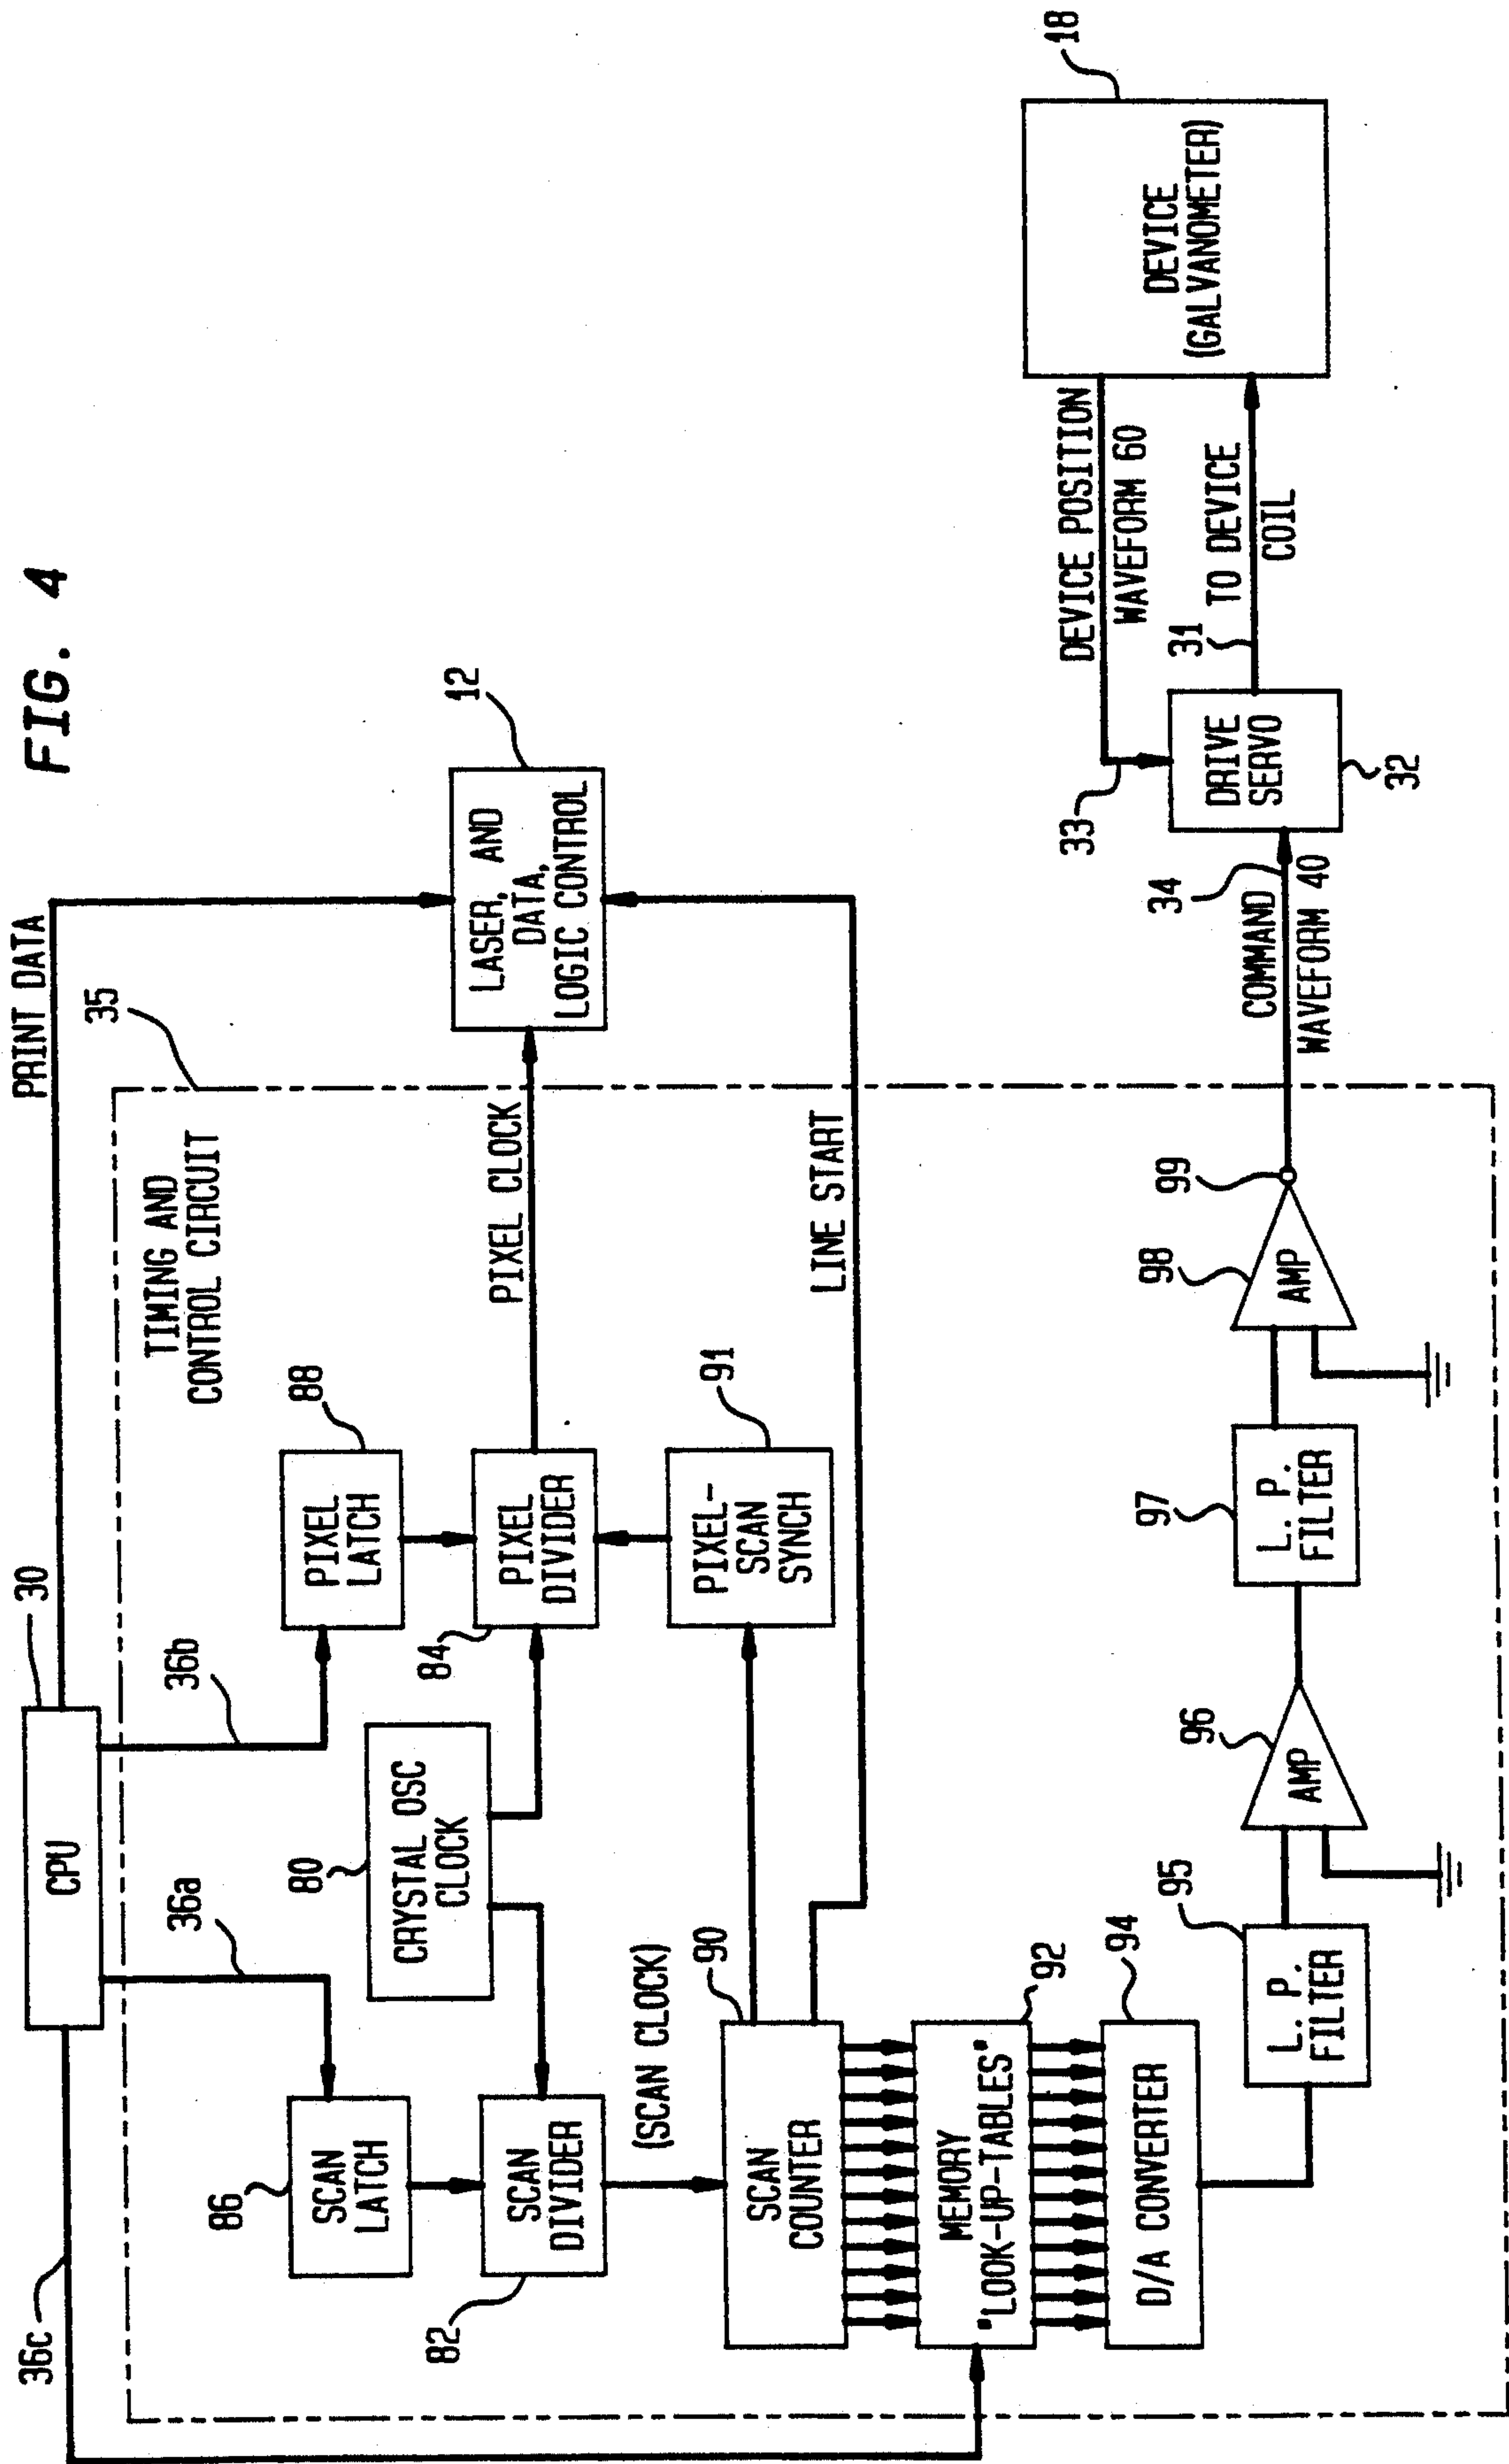 FIG. 4
PRINT DATA
30
CPU
36c
36a
36b
35
TIMING AND
CONTROL CIRCUIT
86
SCAN
LATCH
88
PIXEL
LATCH
80
CRYSTAL OSC
CLOCK
82
SCAN
DIVIDER
84
PIXEL
DIVIDER
PIXEL CLOCK
12
LASER, AND
DATA,
LOGIC CONTROL
(SCAN CLOCK)
90
SCAN
COUNTER
91
PIXEL-
SCAN
SYNCH
LINE START
92
MEMORY
"LOOK-UP-TABLES"
94
D/A CONVERTER
95
L. P.
FILTER
96
AMP
97
L. P.
FILTER
98
AMP
99
COMMAND
WAVEFORM 40
34
33
DRIVE
SERVO
32
31
DEVICE POSITION
WAVEFORM 60
TO DEVICE
COIL
18
DEVICE
(GALVANOMETER)